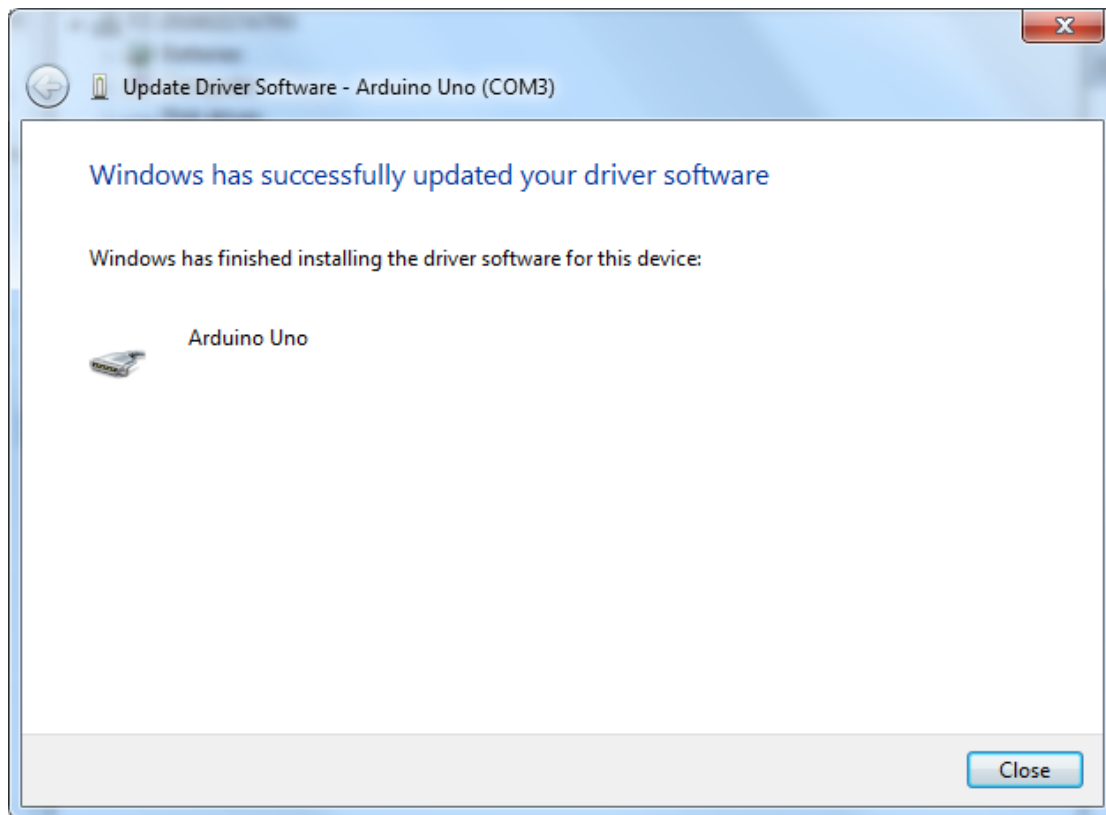 Update Driver Software - Arduino Uno (COM3)
Windows has successfully updated your driver software
Windows has finished installing the driver software for this device:
Arduino Uno
Close